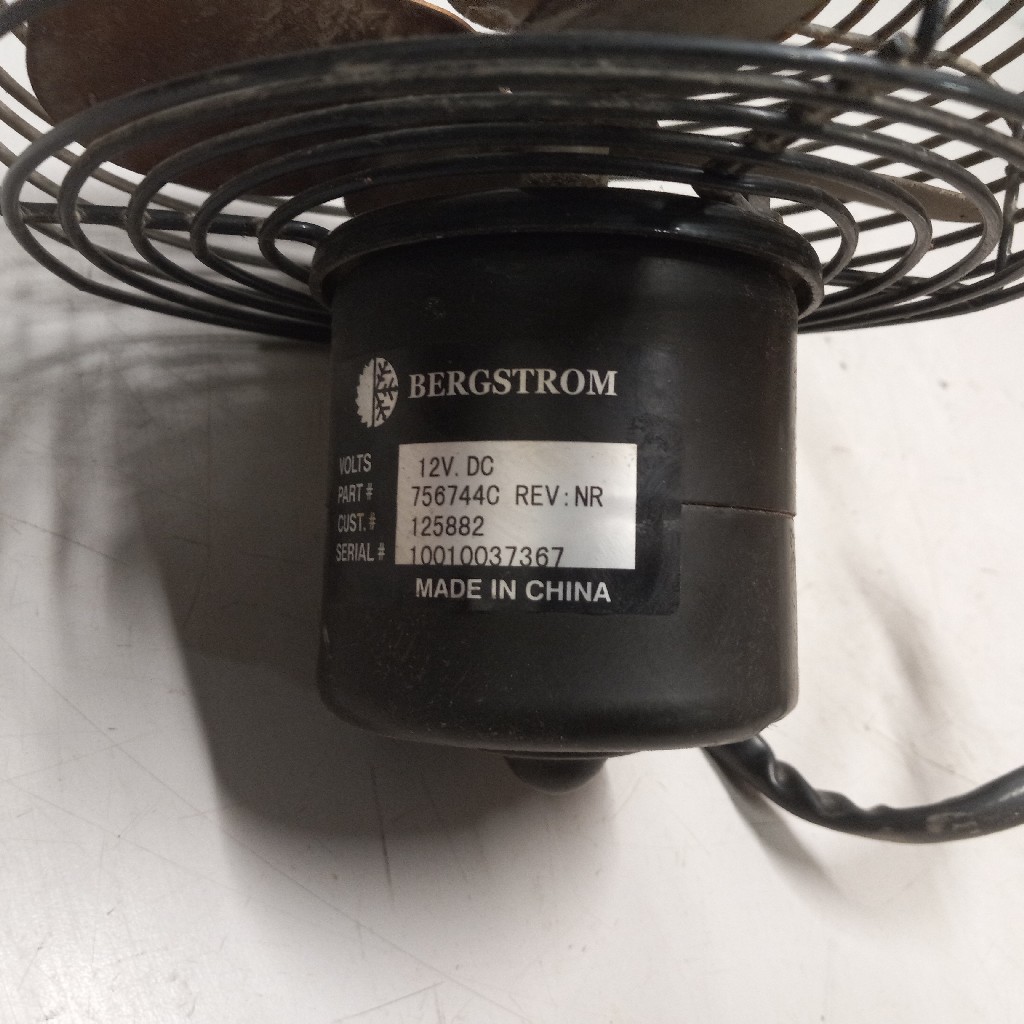 BERGSTROM
VOLTS 12V. DC
PART # 756744C REV:NR
CUST. # 125882
SERIAL # 10010037367
MADE IN CHINA